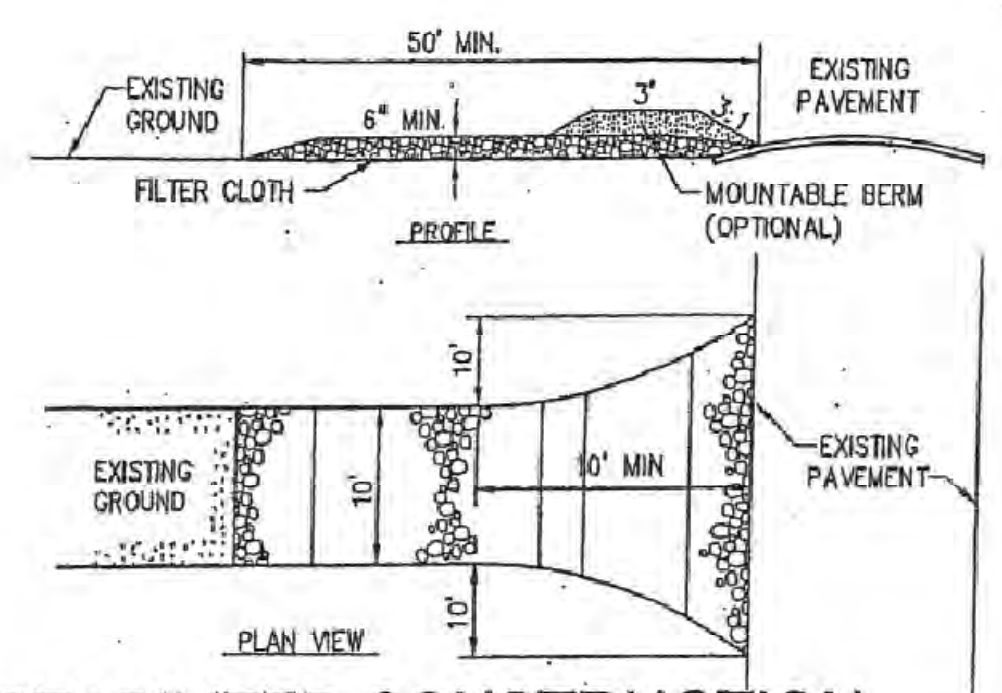 50' MIN.
EXISTING
GROUND
EXISTING
PAVEMENT
3"
6" MIN.
FILTER CLOTH
MOUNTABLE BERM
(OPTIONAL)
PROFILE
10'
EXISTING
GROUND
10'
10' MIN
EXISTING
PAVEMENT
10'
PLAN VIEW